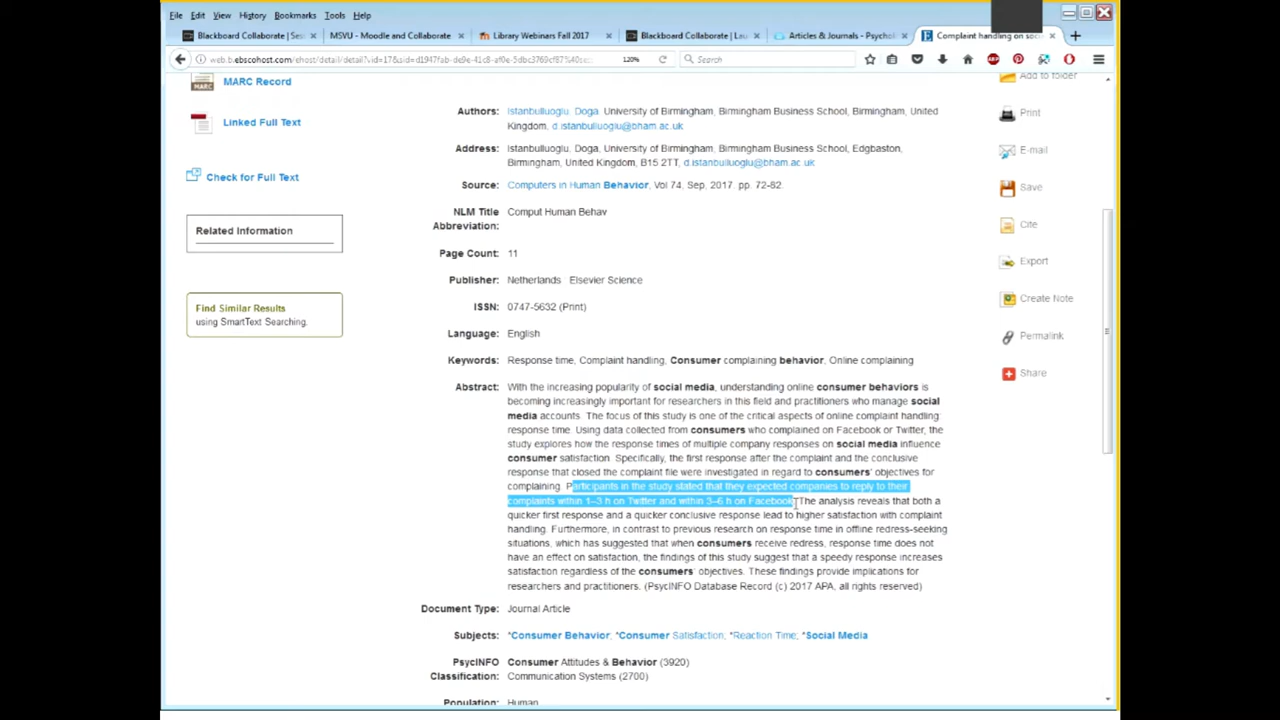 File Edit View History Bookmarks Tools Help
Blackboard Collaborate | Ses
MSVU - Moodle and Collaborate
Library Webinars Fall 2017
Blackboard Collaborate | Lau
Articles & Journals - Psychol
Complaint handling on soci
120%
Search
MARC Record
Linked Full Text
Check for Full Text
Related Information
Find Similar Results
using SmartText Searching.
Authors: Istanbulluoglu, Doga, University of Birmingham, Birmingham Business School, Birmingham, United
Kingdom, d.istanbulluoglu@bham.ac.uk
Address: Istanbulluoglu, Doga, University of Birmingham, Birmingham Business School, Edgbaston,
Birmingham, United Kingdom, B15 2TT, d.istanbulluoglu@bham.ac.uk
Source: Computers in Human Behavior, Vol 74, Sep, 2017. pp. 72-82.
NLM Title Comput Human Behav
Abbreviation:
Page Count: 11
Publisher: Netherlands Elsevier Science
ISSN: 0747-5632 (Print)
Language: English
Keywords: Response time, Complaint handling, Consumer complaining behavior, Online complaining
Abstract: With the increasing popularity of social media, understanding online consumer behaviors is
becoming increasingly important for researchers in this field and practitioners who manage social
media accounts. The focus of this study is one of the critical aspects of online complaint handling:
response time. Using data collected from consumers who complained on Facebook or Twitter, the
study explores how the response times of multiple company responses on social media influence
consumer satisfaction. Specifically, the first response after the complaint and the conclusive
response that closed the complaint file were investigated in regard to consumers' objectives for
complaining. Participants in the study stated that they expected companies to reply to their
complaints within 1–3 h on Twitter and within 3–6 h on Facebook. The analysis reveals that both a
quicker first response and a quicker conclusive response lead to higher satisfaction with complaint
handling. Furthermore, in contrast to previous research on response time in offline redress-seeking
situations, which has suggested that when consumers receive redress, response time does not
have an effect on satisfaction, the findings of this study suggest that a speedy response increases
satisfaction regardless of the consumers' objectives. These findings provide implications for
researchers and practitioners. (PsycINFO Database Record (c) 2017 APA, all rights reserved)
Document Type: Journal Article
Subjects: *Consumer Behavior; *Consumer Satisfaction; *Reaction Time; *Social Media
PsycINFO Consumer Attitudes & Behavior (3920)
Classification: Communication Systems (2700)
Population: Human
Add to folder
Print
E-mail
Save
Cite
Export
Create Note
Permalink
Share